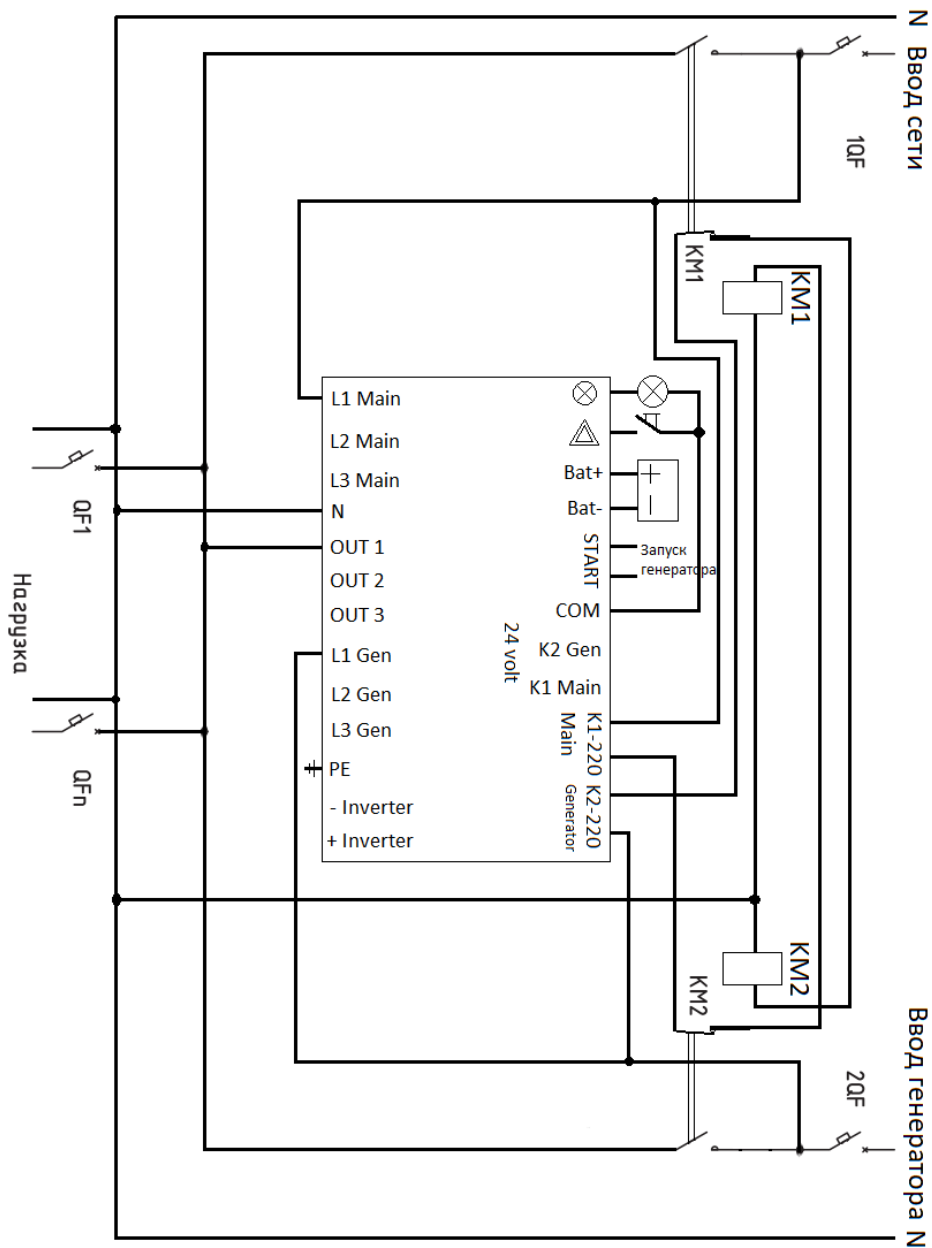 N
Ввод сети
1QF
KM1
KM1
L1 Main
L2 Main
L3 Main
N
OUT 1
OUT 2
OUT 3
L1 Gen
L2 Gen
L3 Gen
PE
- Inverter
+ Inverter
Bat+
Bat-
START
Запуск
генератора
COM
24 volt
K2 Gen
K1 Main
K1-220
Main
K2-220
Generator
+
−
QF1
Нагрузка
QFn
KM2
KM2
2QF
Ввод генератора
N